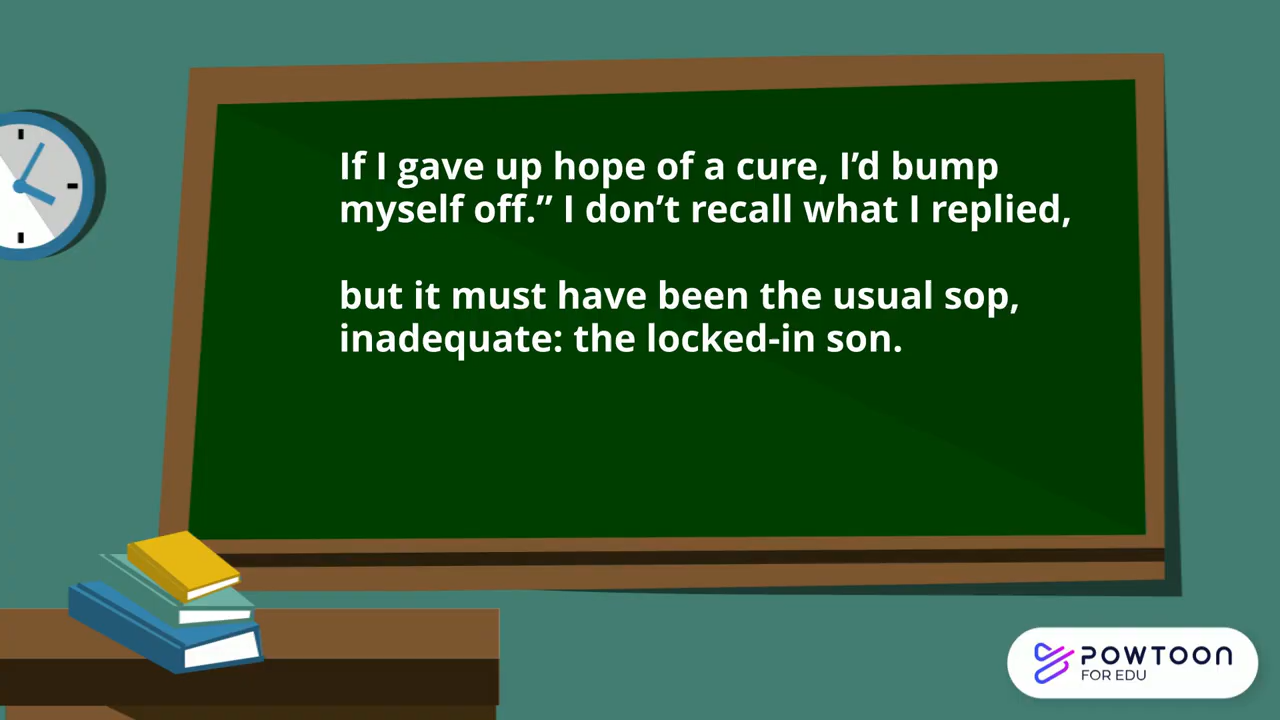 If I gave up hope of a cure, I’d bump
myself off.” I don’t recall what I replied,
but it must have been the usual sop,
inadequate: the locked-in son.
POWTOON
FOR EDU